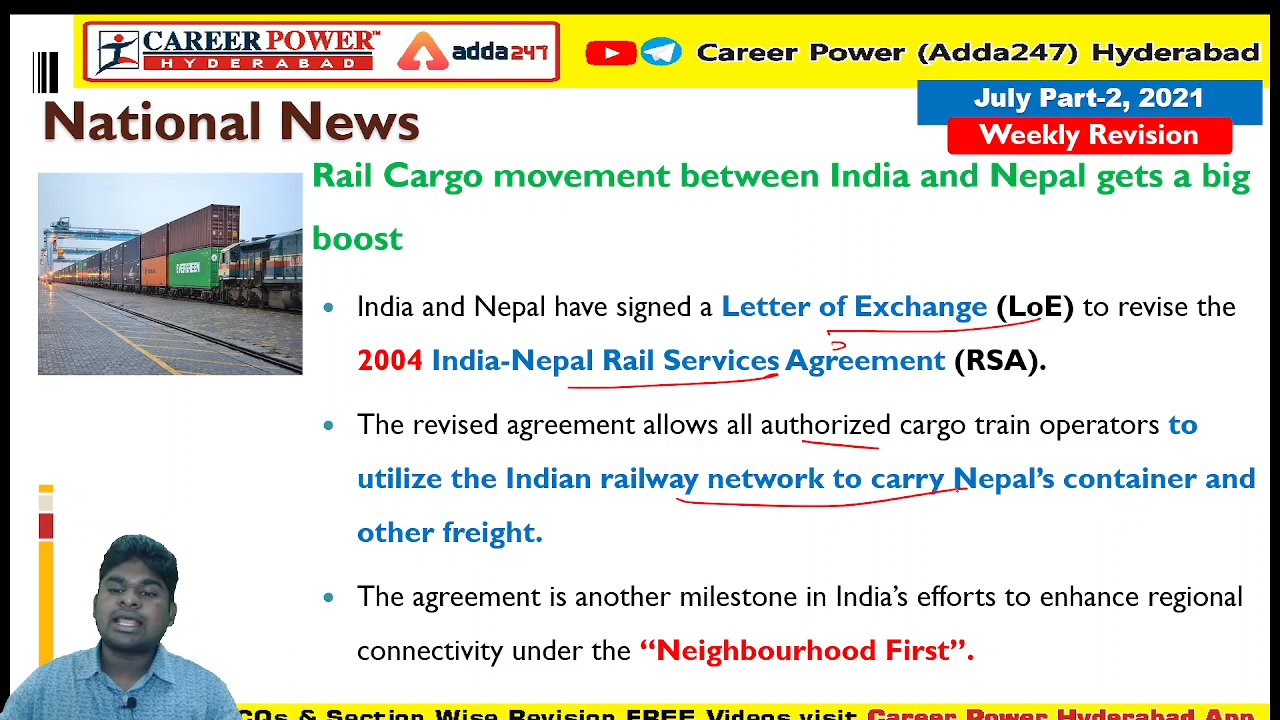 CAREER POWER™
HYDERABAD
adda247
Career Power (Adda247) Hyderabad
July Part-2, 2021
Weekly Revision
National News
Rail Cargo movement between India and Nepal gets a big
boost
EVERGREEN
• India and Nepal have signed a Letter of Exchange (LoE) to revise the
2004 India-Nepal Rail Services Agreement (RSA).
• The revised agreement allows all authorized cargo train operators to
utilize the Indian railway network to carry Nepal’s container and
other freight.
• The agreement is another milestone in India’s efforts to enhance regional
connectivity under the “Neighbourhood First”.
& Section Wise Revision FREE Videos visit Career Power Hyderabad App